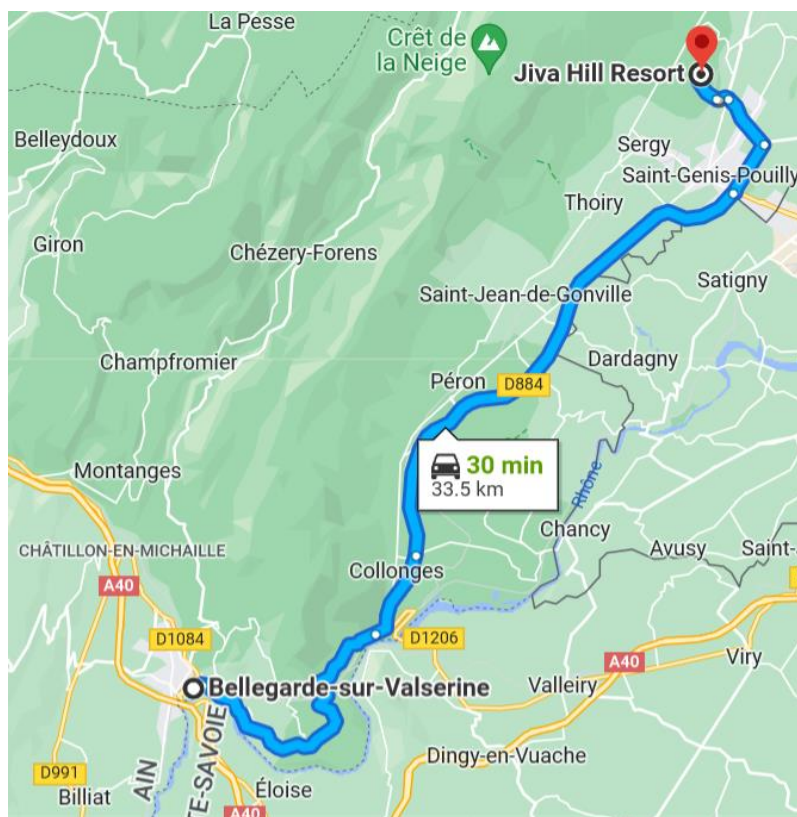 La Pesse
Crêt de
la Neige
Jiva Hill Resort
Belleydoux
Sergy
Saint-Genis-Pouilly
Thoiry
Giron
Chézery-Forens
Satigny
Saint-Jean-de-Gonville
Champfromier
Dardagny
Péron
D884
30 min
33.5 km
Montanges
Rhône
Chancy
CHÂTILLON-EN-MICHAILLE
Avusy
Saint-
Collonges
A40
D1084
D1206
A40
Viry
Bellegarde-sur-Valserine
Valleiry
Dingy-en-Vuache
D991
AIN
TE-SAVOIE
Éloise
Billiat
A40